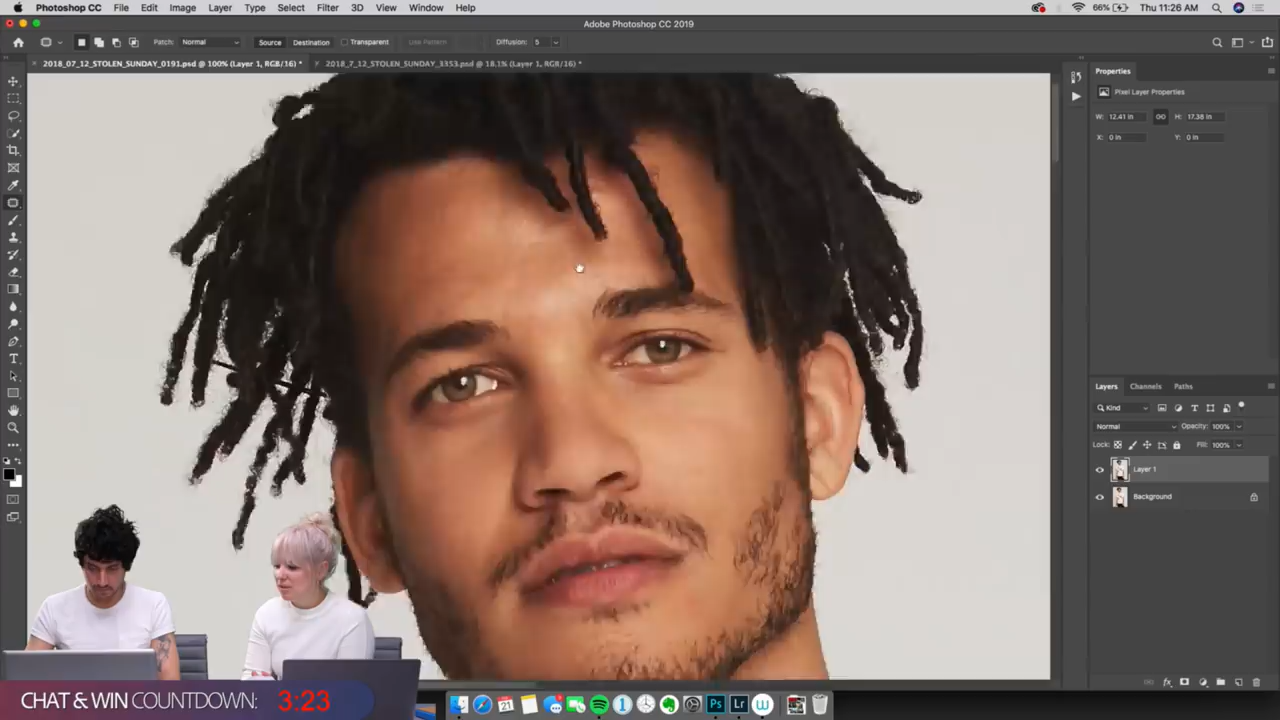 Photoshop CC File Edit Image Layer Type Select Filter 3D View Window Help 66% Thu 11:26 AM
Adobe Photoshop CC 2019
Patch: Normal Source Destination Transparent Use Pattern Diffusion: 5
2018_07_12_STOLEN_SUNDAY_0191.psd @ 100% (Layer 1, RGB/16) * 2018_7_12_STOLEN_SUNDAY_3353.psd @ 18.1% (Layer 1, RGB/16) *
Properties
Pixel Layer Properties
W: 12.41 in H: 17.38 in
X: 0 in Y: 0 in
Layers Channels Paths
Kind
Normal Opacity: 100%
Lock: Fill: 100%
Layer 1
Background
CHAT & WIN COUNTDOWN: 3:23
Ps Lr